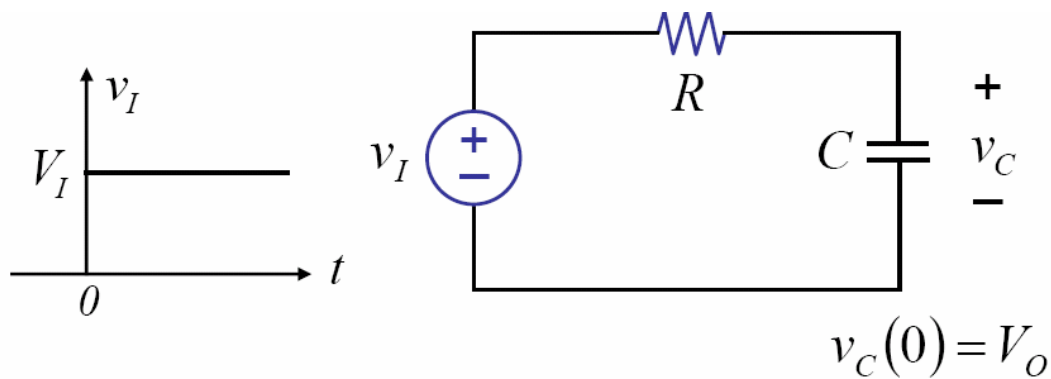 v_I
V_I
0
t
v_I
+
−
R
C
+
v_C
−
v_C(0) = V_O